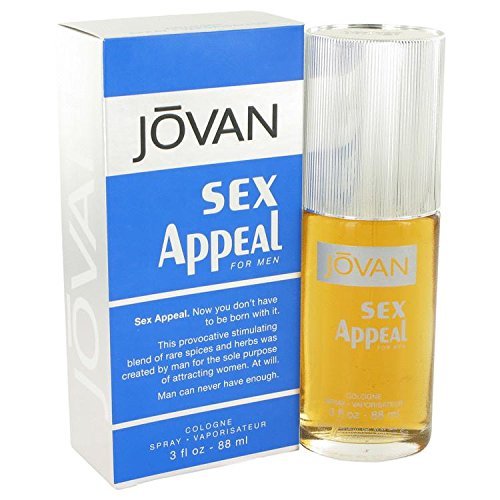 JŌVAN
JŌVAN
SEX
Appeal
FOR MEN
Sex Appeal. Now you don't have
to be born with it.
This provocative stimulating
blend of rare spices and herbs was
created by man for the sole purpose
of attracting women. At will.
Man can never have enough.
COLOGNE
SPRAY • VAPORISATEUR
3 fl oz - 88 ml
JŌVAN
SEX
Appeal
FOR MEN
COLOGNE
SPRAY • VAPORISATEUR
3 fl oz - 88 ml